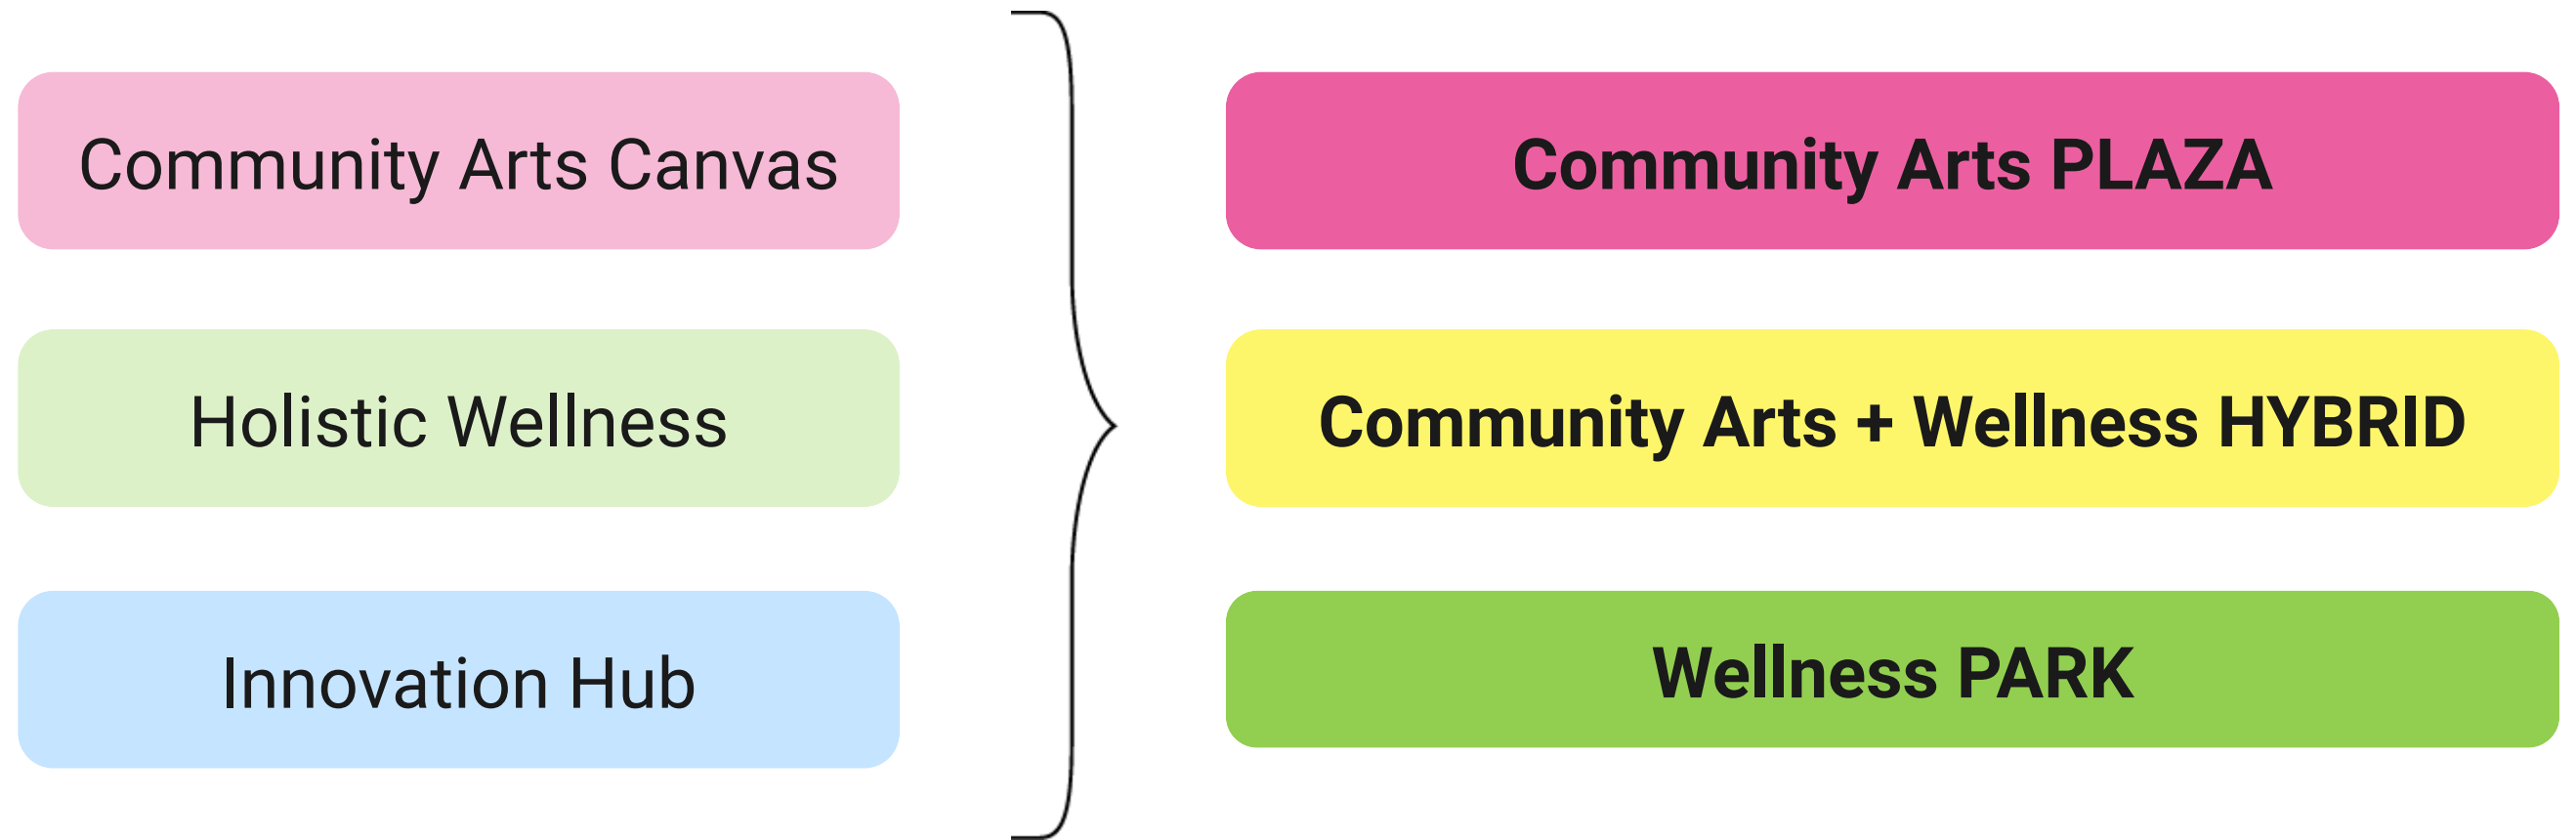 Community Arts Canvas
Holistic Wellness
Innovation Hub
Community Arts PLAZA
Community Arts + Wellness HYBRID
Wellness PARK